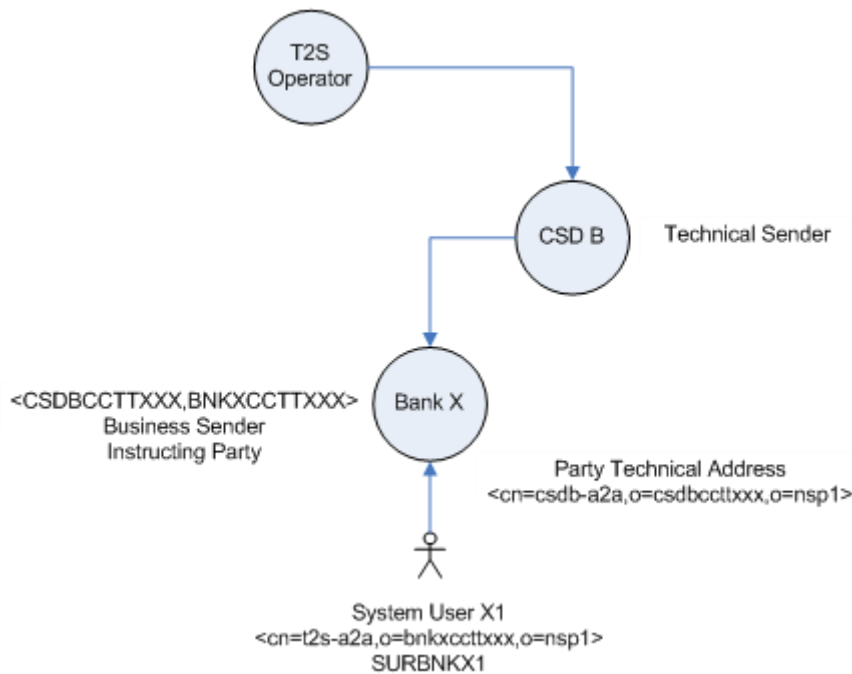 T2S
Operator
CSD B
Technical Sender
Bank X
<CSDBCCTTXXX,BNKXCCTTXXX>
Business Sender
Instructing Party
Party Technical Address
<cn=csdb-a2a,o=csdbccttxxx,o=nsp1>
System User X1
<cn=t2s-a2a,o=bnkxccttxxx,o=nsp1>
SURBNKX1